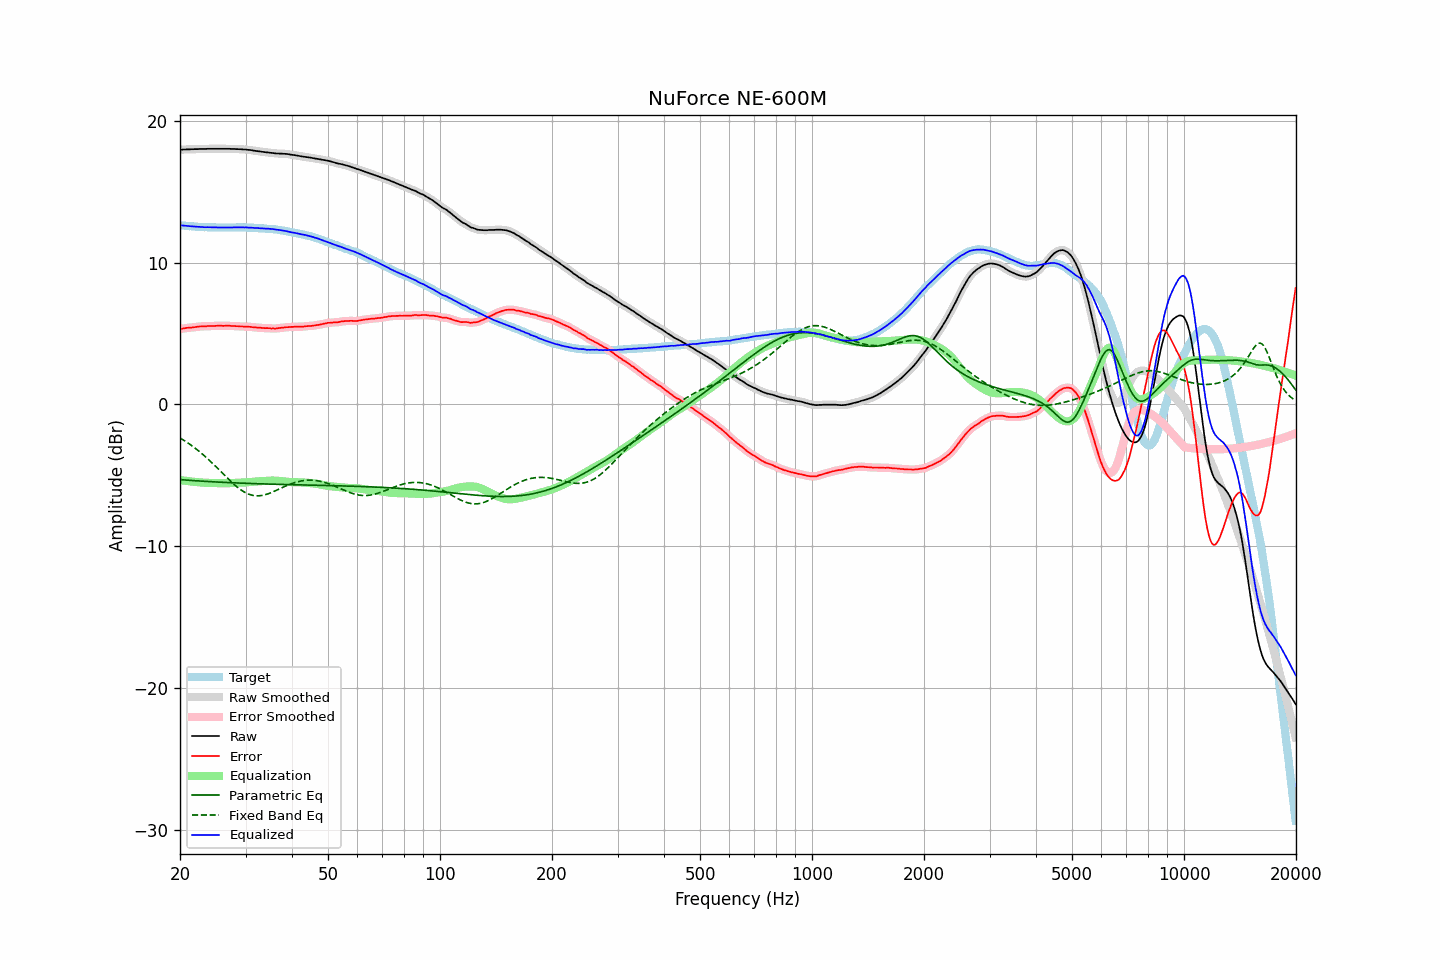 NuForce NE-600M
20
10
0
−10
−20
−30
Amplitude (dBr)
Target
Raw Smoothed
Error Smoothed
Raw
Error
Equalization
Parametric Eq
Fixed Band Eq
Equalized
20 50 100 200 500 1000 2000 5000 10000 20000
Frequency (Hz)